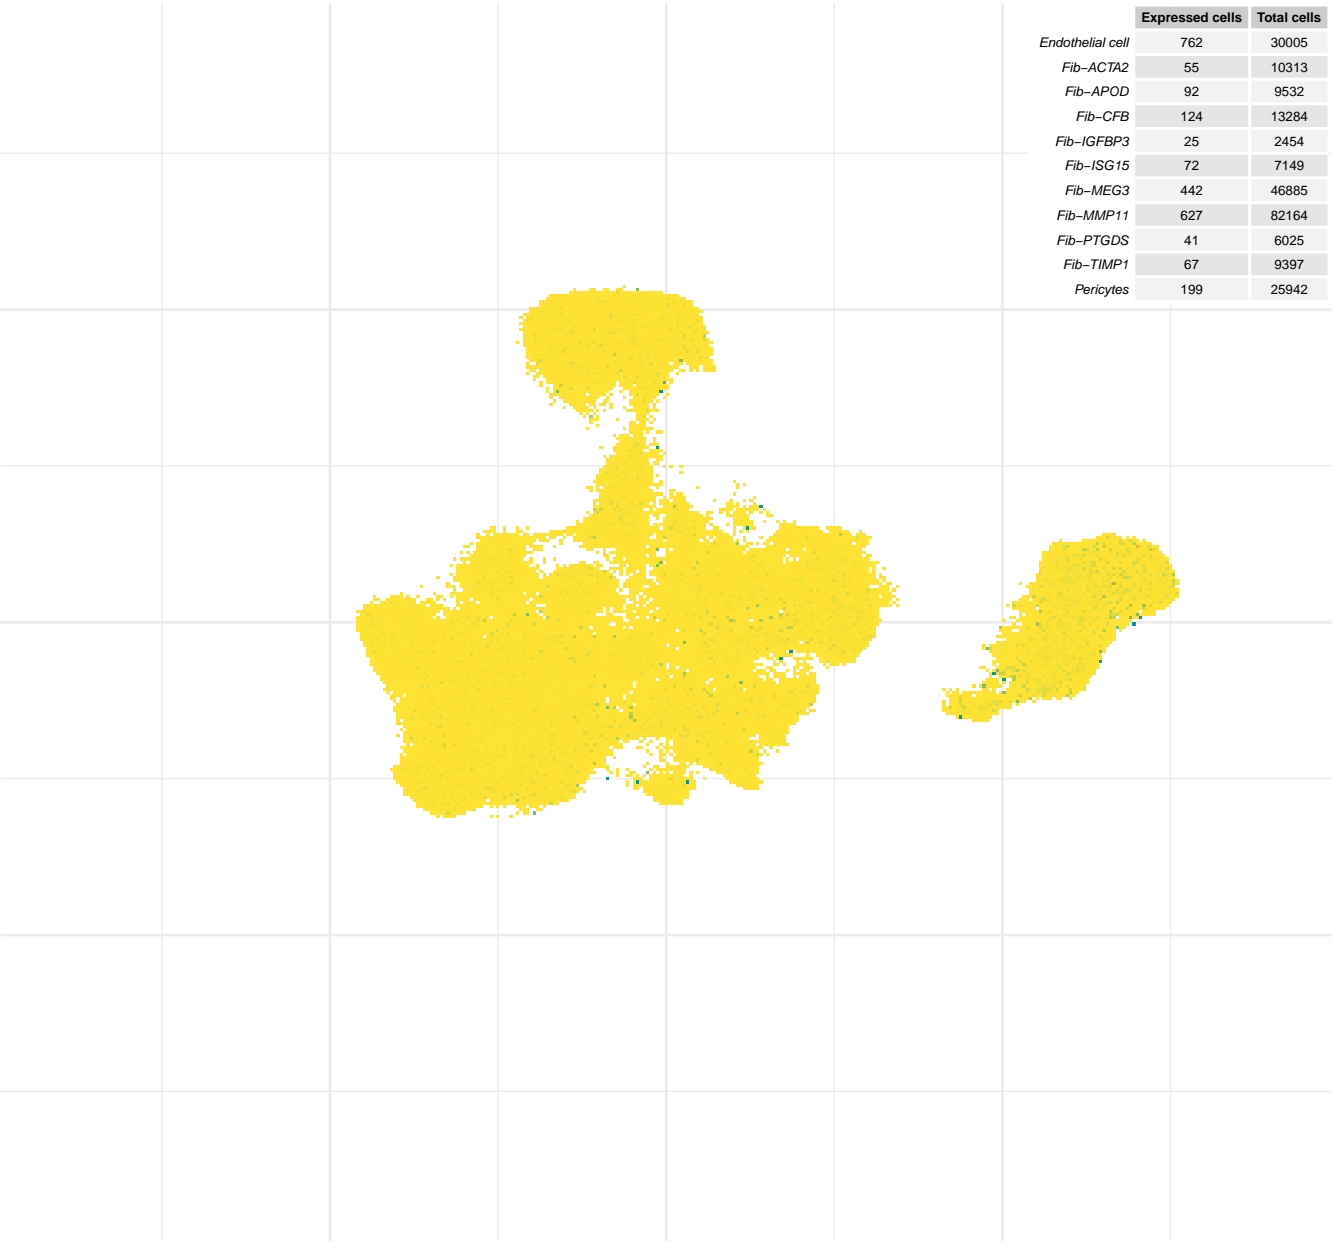 Expressed cells Total cells
Endothelial cell 762 30005
Fib−ACTA2 55 10313
Fib−APOD 92 9532
Fib−CFB 124 13284
Fib−IGFBP3 25 2454
Fib−ISG15 72 7149
Fib−MEG3 442 46885
Fib−MMP11 627 82164
Fib−PTGDS 41 6025
Fib−TIMP1 67 9397
Pericytes 199 25942